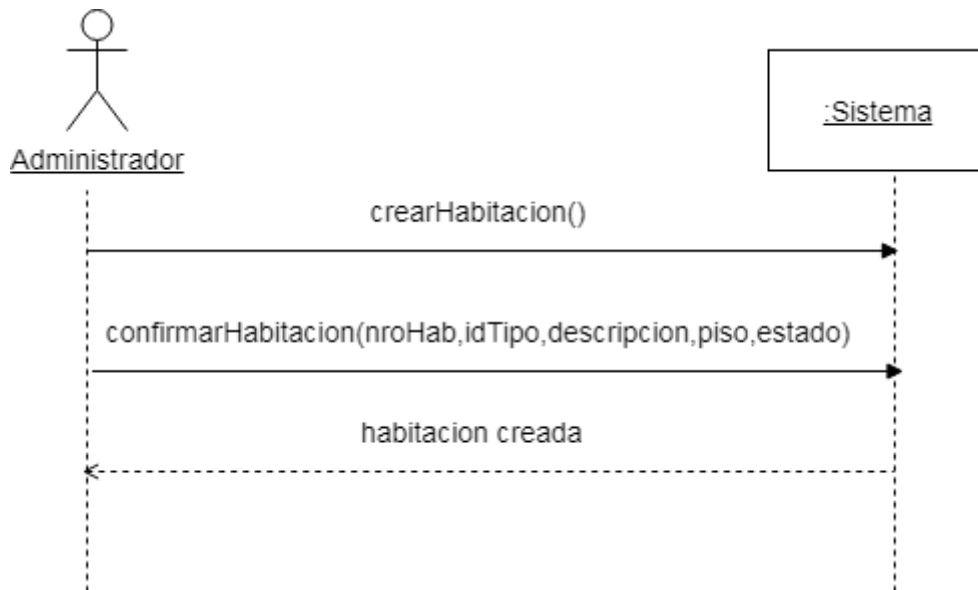 :Sistema
Administrador
crearHabitacion()
confirmarHabitacion(nroHab,idTipo,descripcion,piso,estado)
habitacion creada